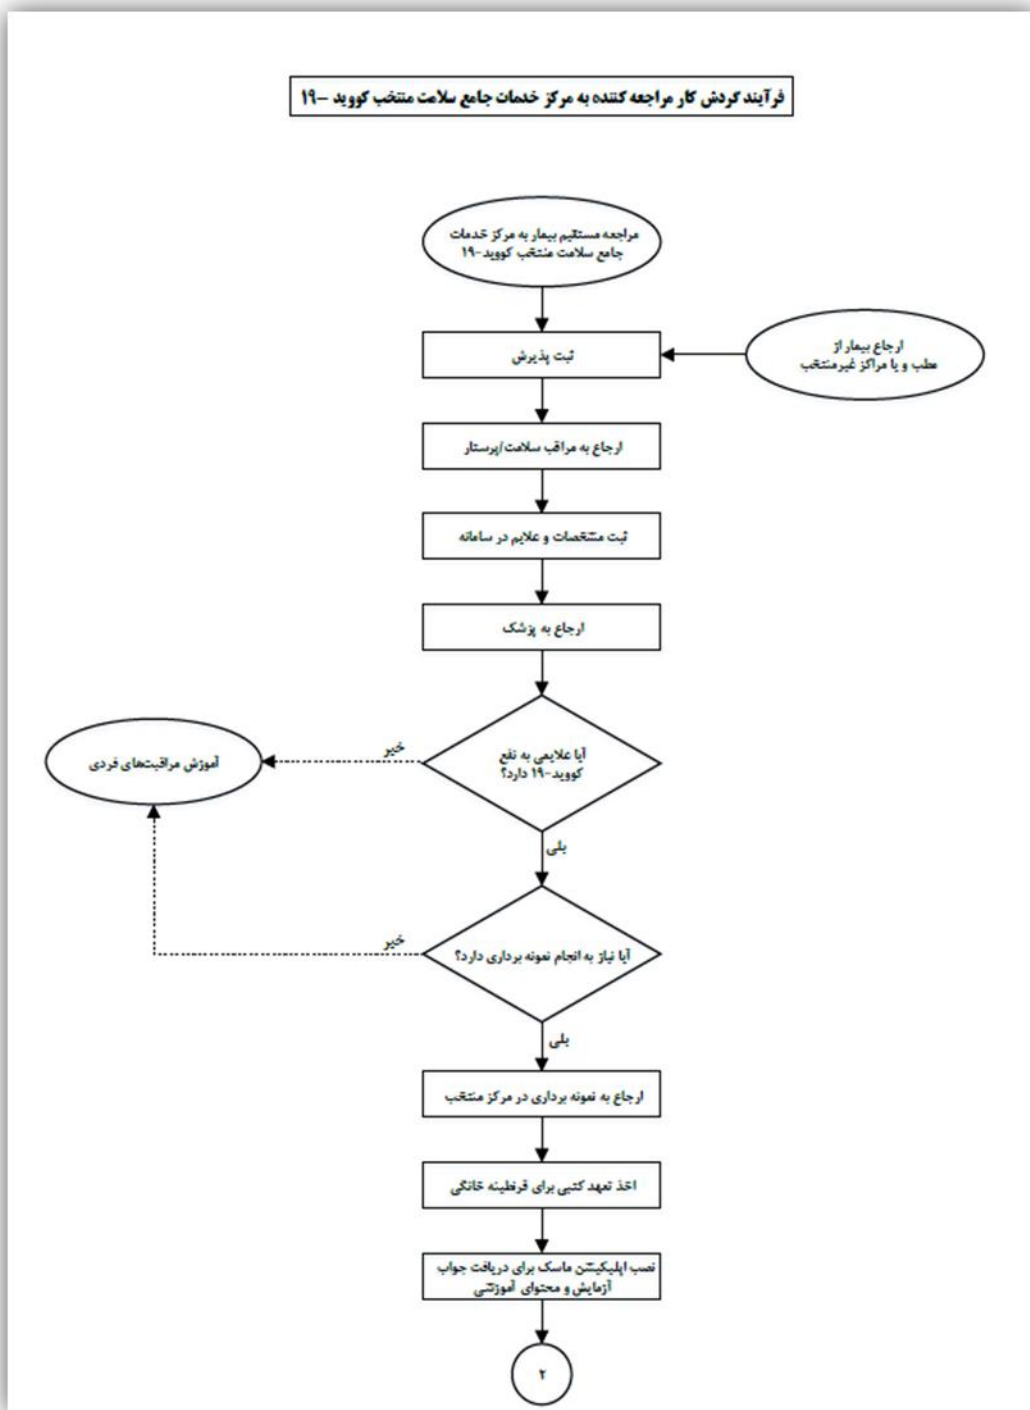 فرآیند گردش کار مراجعه کننده به مرکز خدمات جامع سلامت منتخب کووید -۱۹
مراجعه مستقیم بیمار به مرکز خدمات
جامع سلامت منتخب کووید-۱۹
ثبت پذیرش
ارجاع بیمار از
مطب و یا مراکز غیرمنتخب
ارجاع به مراقب سلامت/پرستار
ثبت مشخصات و علایم در سامانه
ارجاع به پزشک
آیا علایمی به نفع
کووید-۱۹ دارد؟
خیر
آموزش مراقبت‌های فردی
بلی
آیا نیاز به انجام نمونه برداری دارد؟
خیر
بلی
ارجاع به نمونه برداری در مرکز منتخب
اخذ تعهد کتبی برای قرنطینه خانگی
نصب اپلیکیشن ماسک برای دریافت جواب
آزمایش و محتوای آموزشی
۲